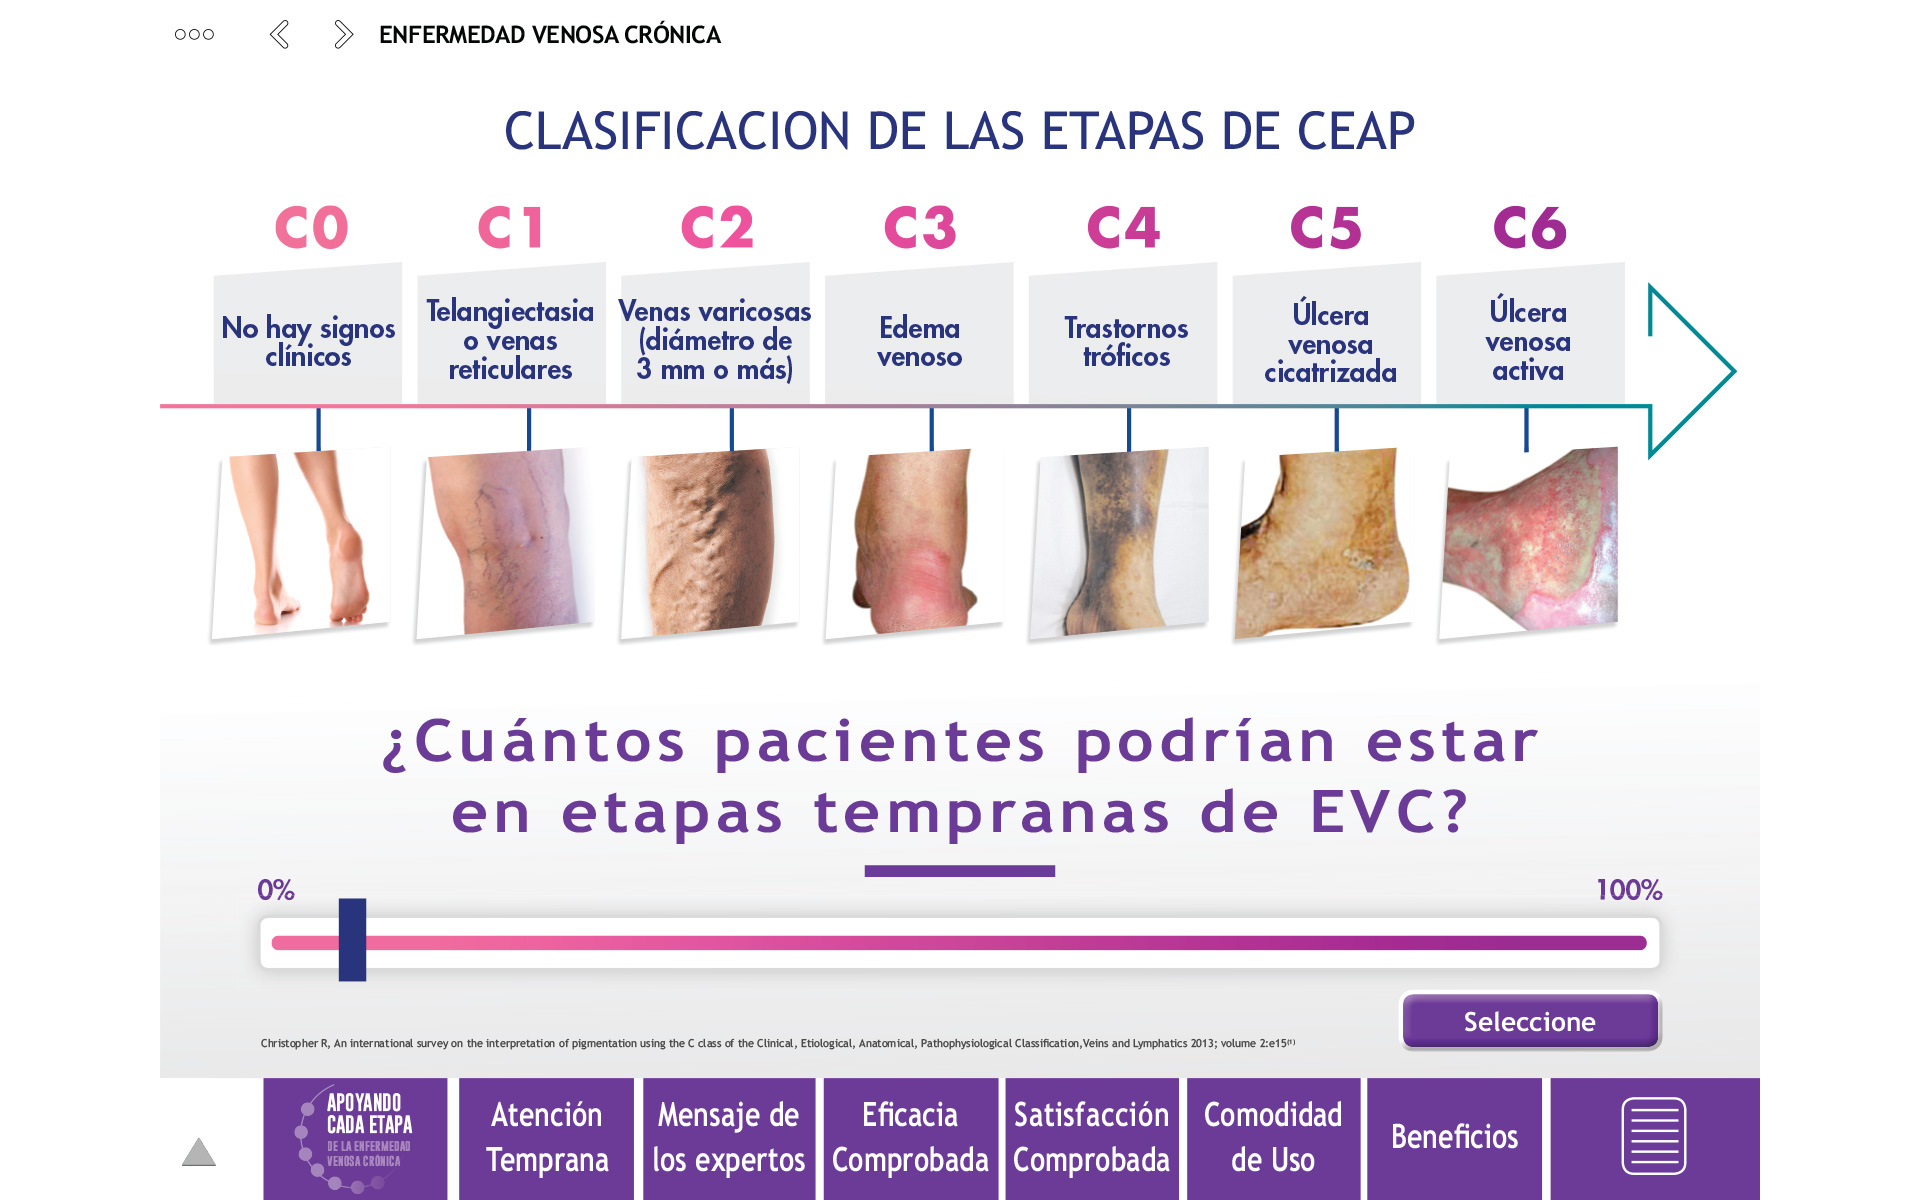 ENFERMEDAD VENOSA CRÓNICA
CLASIFICACION DE LAS ETAPAS DE CEAP
C0
C1
C2
C3
C4
C5
C6
No hay signos
clínicos
Telangiectasia
o venas
reticulares
Venas varicosas
(diámetro de
3 mm o más)
Edema
venoso
Trastornos
tróficos
Úlcera
venosa
cicatrizada
Úlcera
venosa
activa
¿Cuántos pacientes podrían estar
en etapas tempranas de EVC?
0%
100%
Seleccione
Christopher R, An international survey on the interpretation of pigmentation using the C class of the Clinical, Etiological, Anatomical, Pathophysiological Classification,Veins and Lymphatics 2013; volume 2:e15⁽¹⁾
APOYANDO
CADA ETAPA
DE LA ENFERMEDAD
VENOSA CRÓNICA
Atención
Temprana
Mensaje de
los expertos
Eficacia
Comprobada
Satisfacción
Comprobada
Comodidad
de Uso
Beneficios